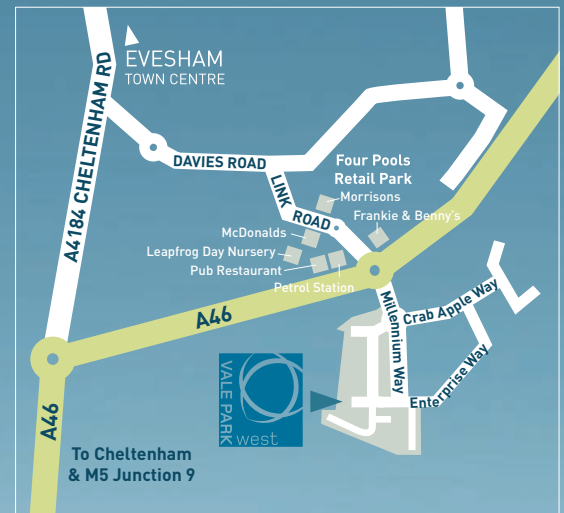 EVESHAM
TOWN CENTRE
A4184 CHELTENHAM RD
DAVIES ROAD
LINK ROAD
Four Pools
Retail Park
Morrisons
Frankie & Benny's
McDonalds
Leapfrog Day Nursery
Pub Restaurant
Petrol Station
A46
Millennium Way
Crab Apple Way
Enterprise Way
VALE PARK
west
A46
To Cheltenham
& M5 Junction 9